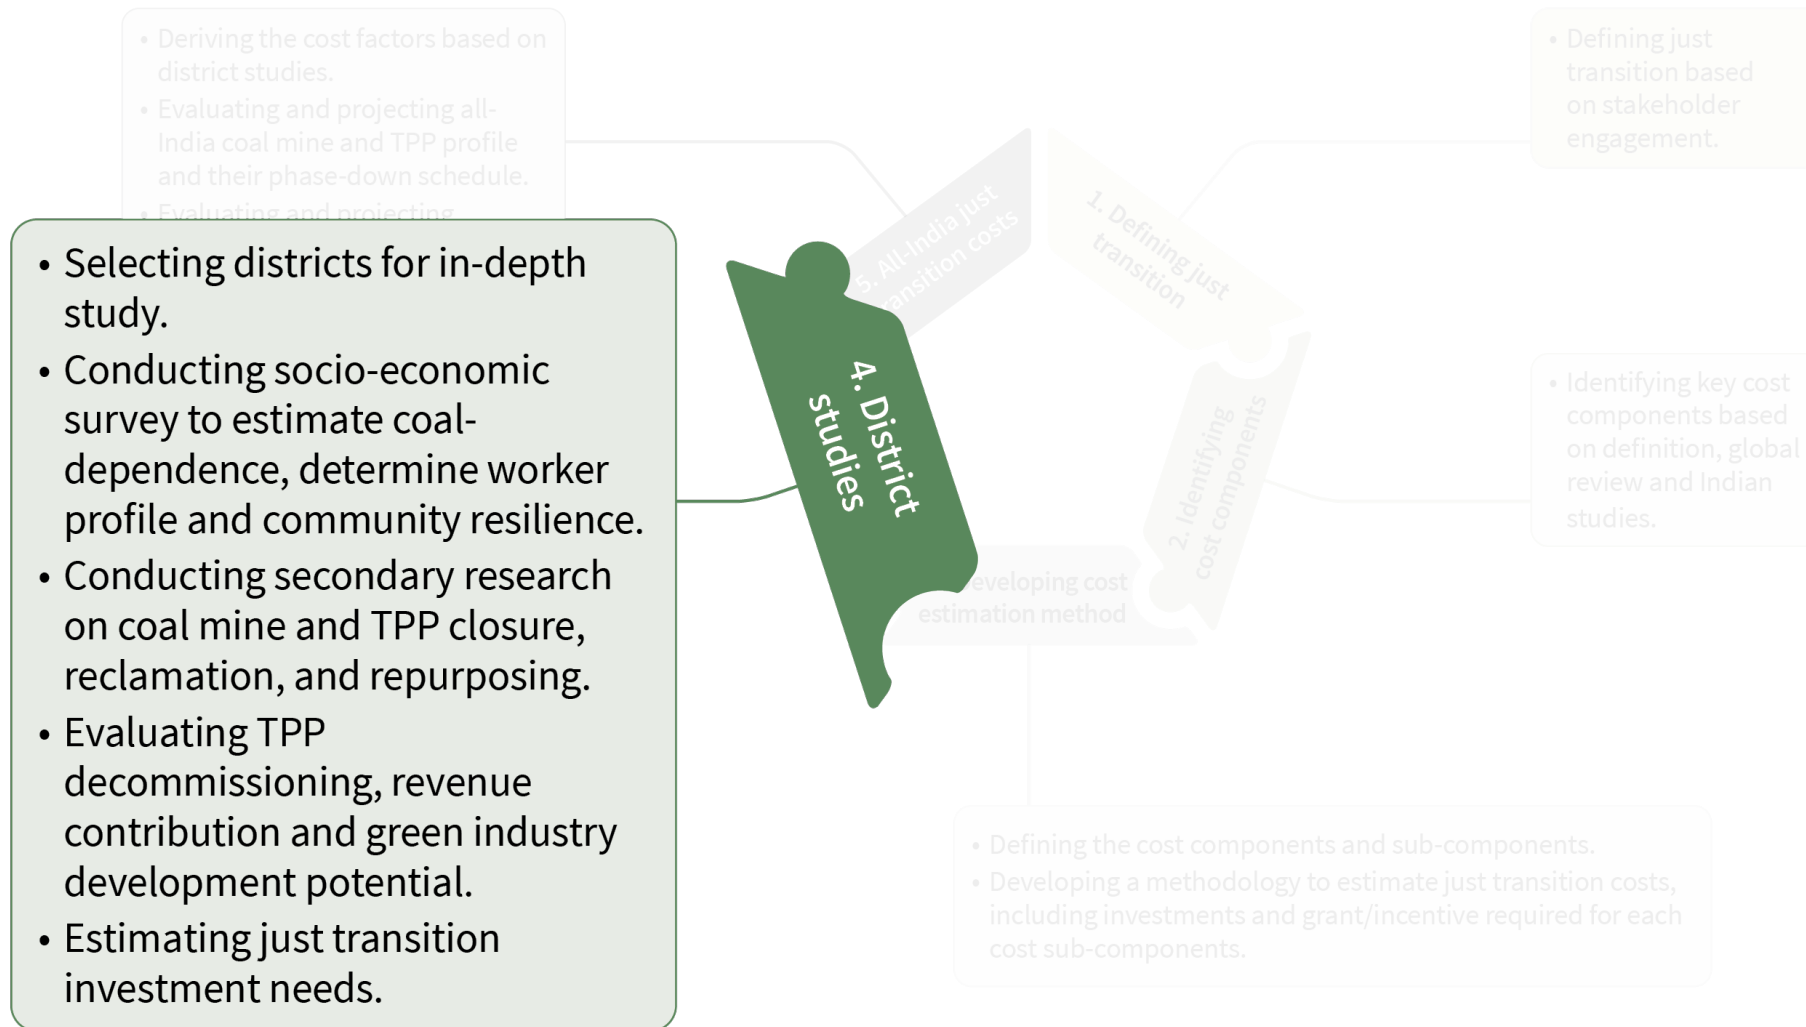 • Deriving the cost factors based on
district studies.
• Evaluating and projecting all-
India coal mine and TPP profile
and their phase-down schedule.
• Evaluating and projecting
• Selecting districts for in-depth
study.
• Conducting socio-economic
survey to estimate coal-
dependence, determine worker
profile and community resilience.
• Conducting secondary research
on coal mine and TPP closure,
reclamation, and repurposing.
• Evaluating TPP
decommissioning, revenue
contribution and green industry
development potential.
• Estimating just transition
investment needs.
4. District
studies
5. All-India just
ransition costs
1. Defining just
transition
• Defining just
transition based
on stakeholder
engagement.
2. Identifying
cost components
• Identifying key cost
components based
on definition, global
review and Indian
studies.
eveloping cost
estimation method
• Defining the cost components and sub-components.
• Developing a methodology to estimate just transition costs,
including investments and grant/incentive required for each
cost sub-components.